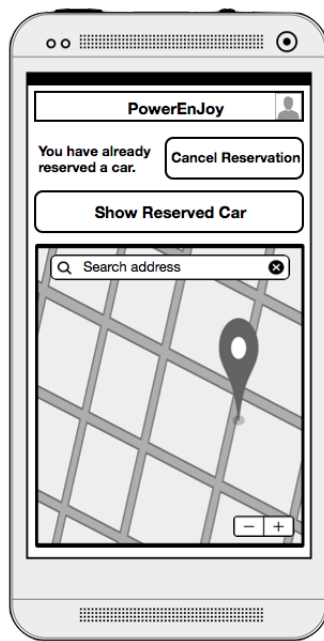 PowerEnJoy
You have already
reserved a car.
Cancel Reservation
Show Reserved Car
Search address
− +